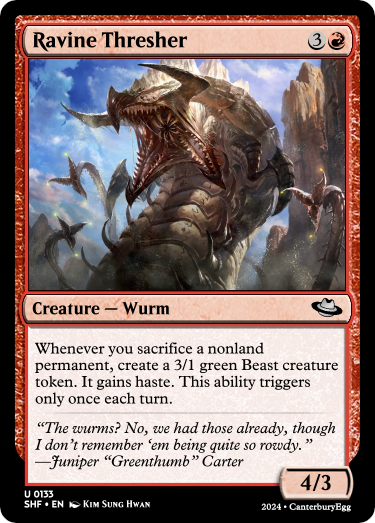 Ravine Thresher 3
Creature — Wurm
Whenever you sacrifice a nonland
permanent, create a 3/1 green Beast creature
token. It gains haste. This ability triggers
only once each turn.
“The wurms? No, we had those already, though
I don’t remember ‘em being quite so rowdy.”
—Juniper “Greenthumb” Carter
4/3
U 0133
SHF • EN Kim Sung Hwan
2024 • CanterburyEgg